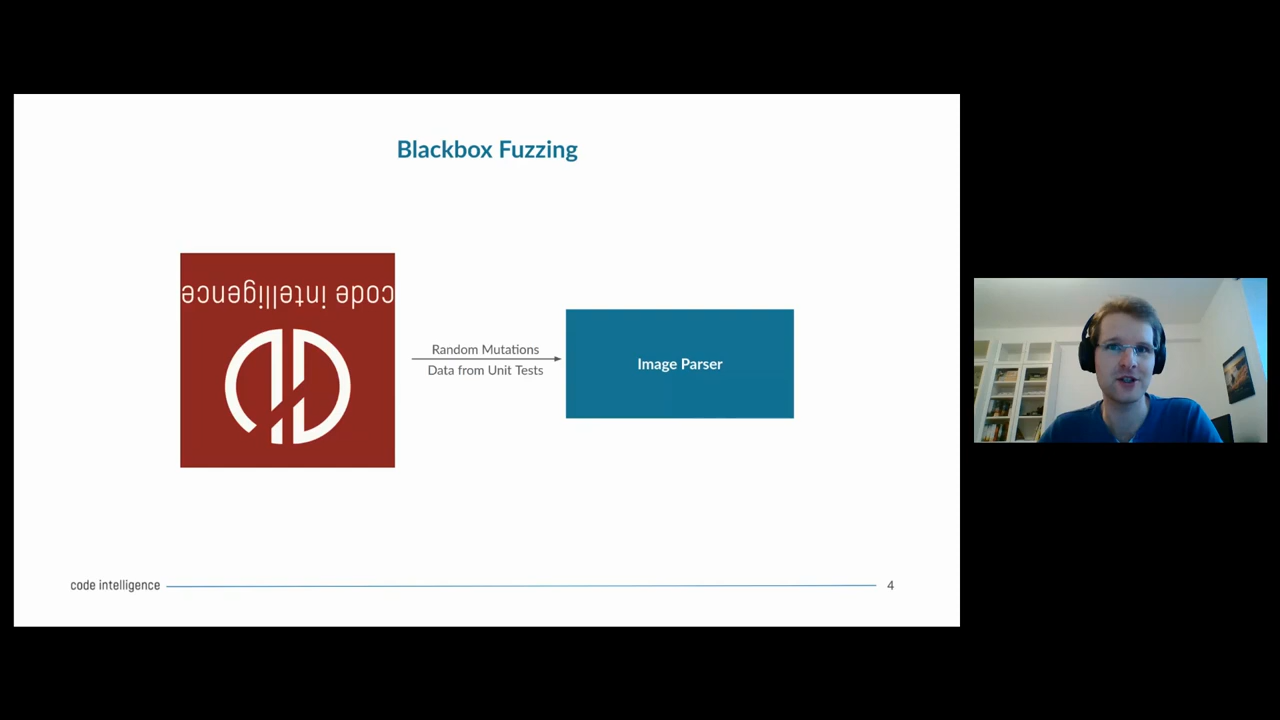 Blackbox Fuzzing
code intelligence
Random Mutations
Data from Unit Tests
Image Parser
code intelligence
4